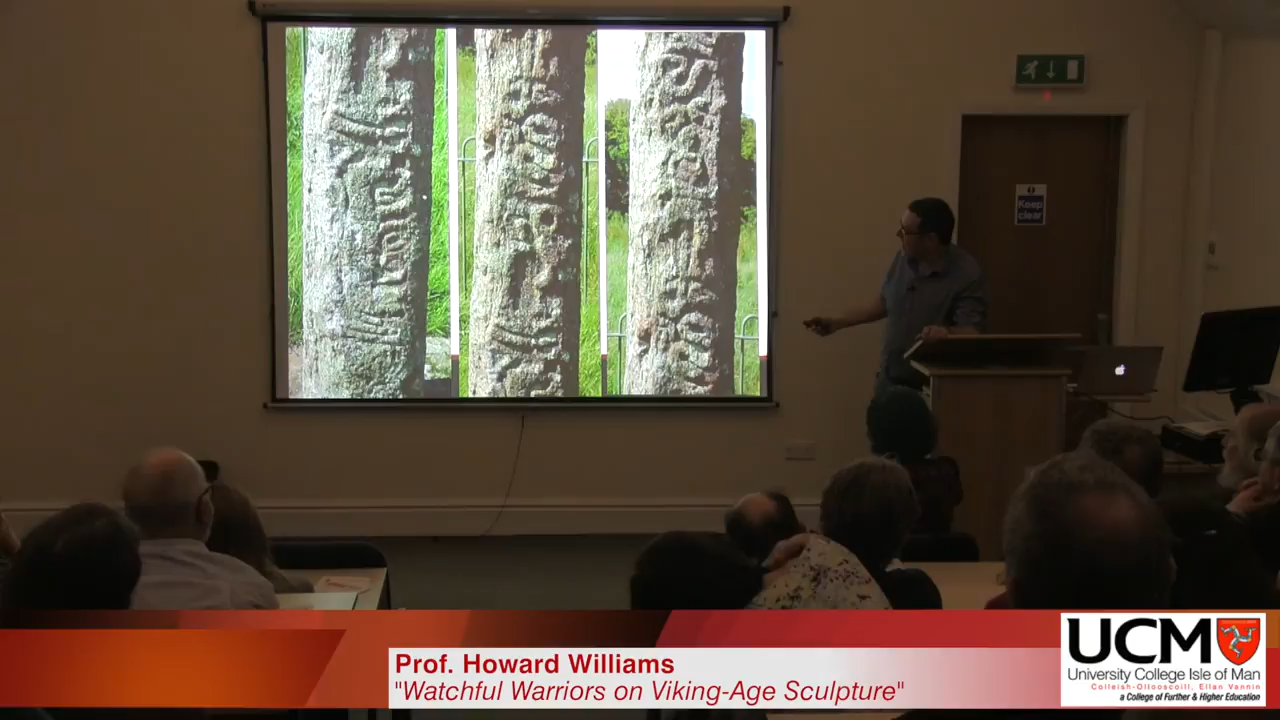 Keep
clear
Prof. Howard Williams
"Watchful Warriors on Viking-Age Sculpture"
UCM
University College Isle of Man
Colleish-Ollooscoill, Ellan Vannin
a College of Further & Higher Education